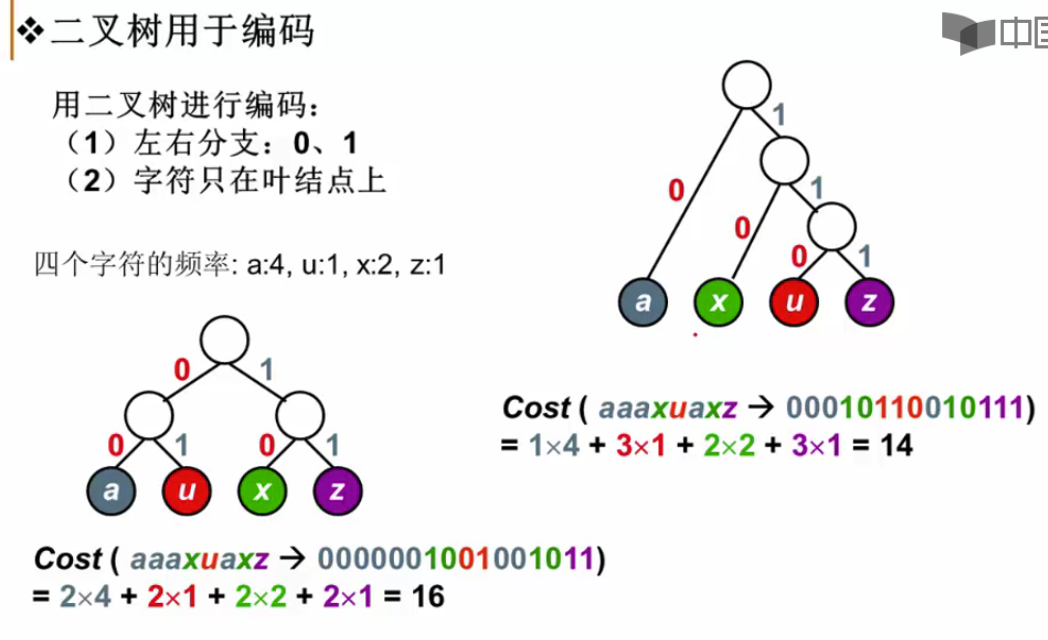 ❖二叉树用于编码
中国
用二叉树进行编码：
（1）左右分支：0、1
（2）字符只在叶结点上
四个字符的频率: a:4, u:1, x:2, z:1
1
0
1
0
0
1
a
x
u
z
0
1
0
1
0
1
a
u
x
z
Cost ( aaaxuaxz → 00010110010111)
= 1×4 + 3×1 + 2×2 + 3×1 = 14
Cost ( aaaxuaxz → 0000001001001011)
= 2×4 + 2×1 + 2×2 + 2×1 = 16